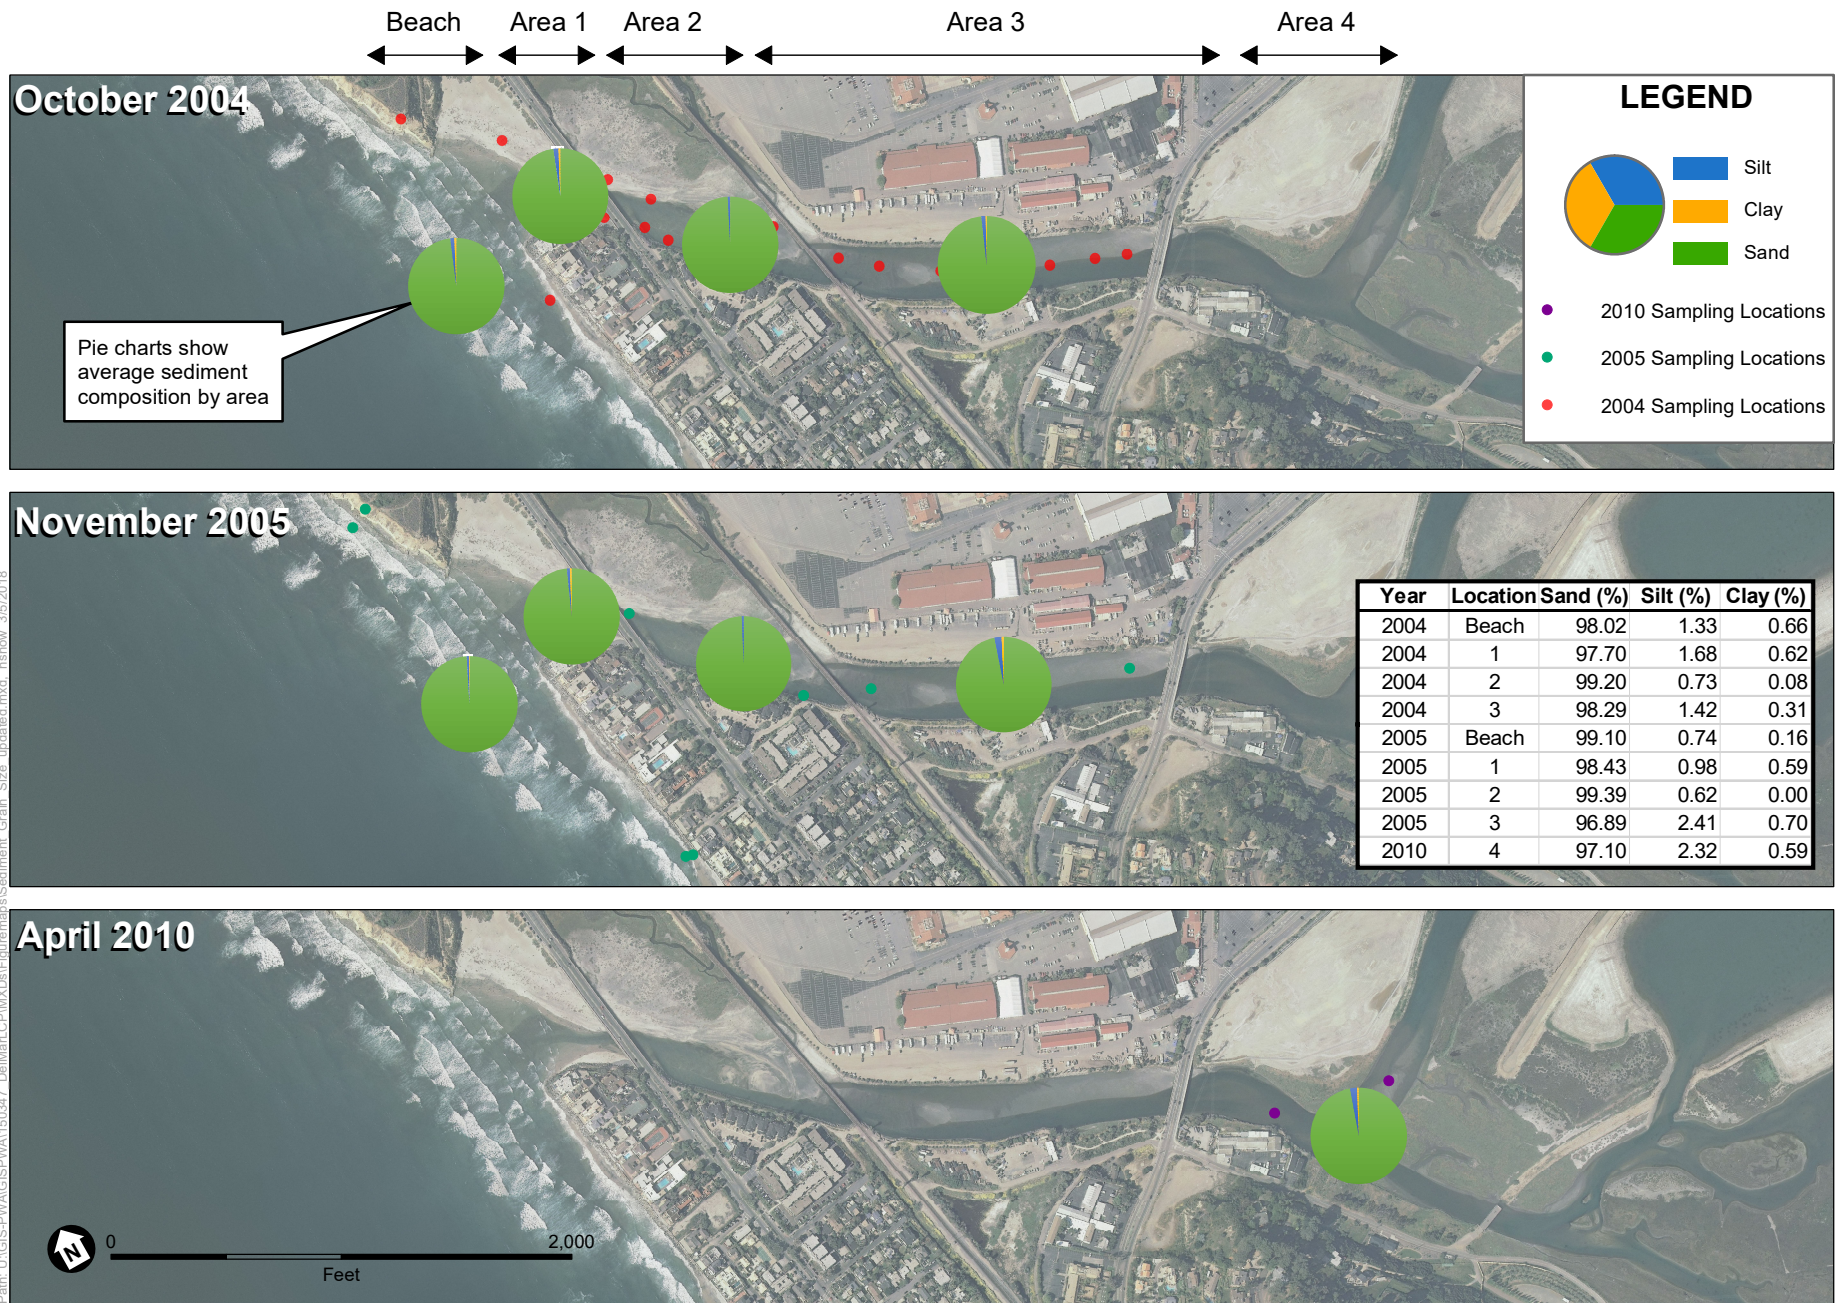 Beach Area 1 Area 2 Area 3 Area 4
October 2004
LEGEND
Silt
Clay
Sand
2010 Sampling Locations
2005 Sampling Locations
2004 Sampling Locations
Pie charts show
average sediment
composition by area
November 2005
Year Location Sand (%) Silt (%) Clay (%)
2004 Beach 98.02 1.33 0.66
2004 1 97.70 1.68 0.62
2004 2 99.20 0.73 0.08
2004 3 98.29 1.42 0.31
2005 Beach 99.10 0.74 0.16
2005 1 98.43 0.98 0.59
2005 2 99.39 0.62 0.00
2005 3 96.89 2.41 0.70
2010 4 97.10 2.32 0.59
April 2010
N
0 2,000
Feet